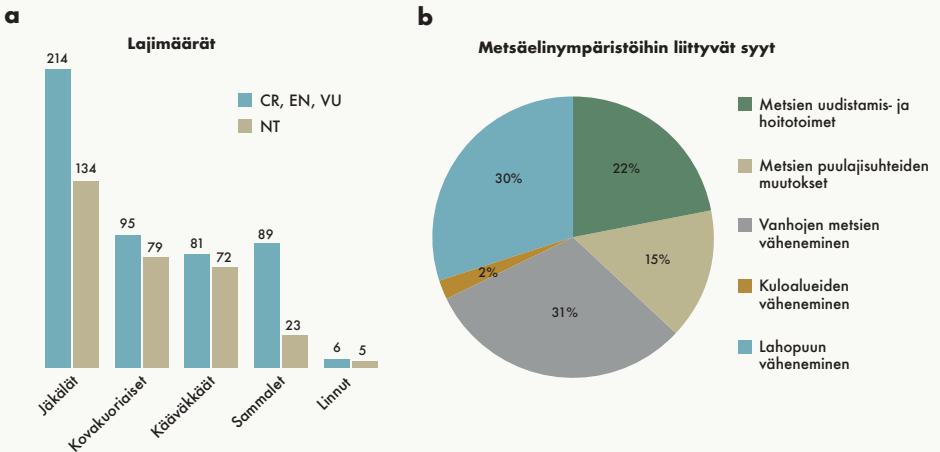 a
Lajimäärät
214
134
95
79
81
72
89
23
6
5
CR, EN, VU
NT
Jäkälät
Kovakuoriaiset
Kääväkkäät
Sammalet
Linnut
b
Metsäelinympäristöihin liittyvät syyt
22%
15%
31%
2%
30%
Metsien uudistamis- ja
hoitotoimet
Metsien puulajisuhteiden
muutokset
Vanhojen metsien
väheneminen
Kuloalueiden
väheneminen
Lahopuun
väheneminen